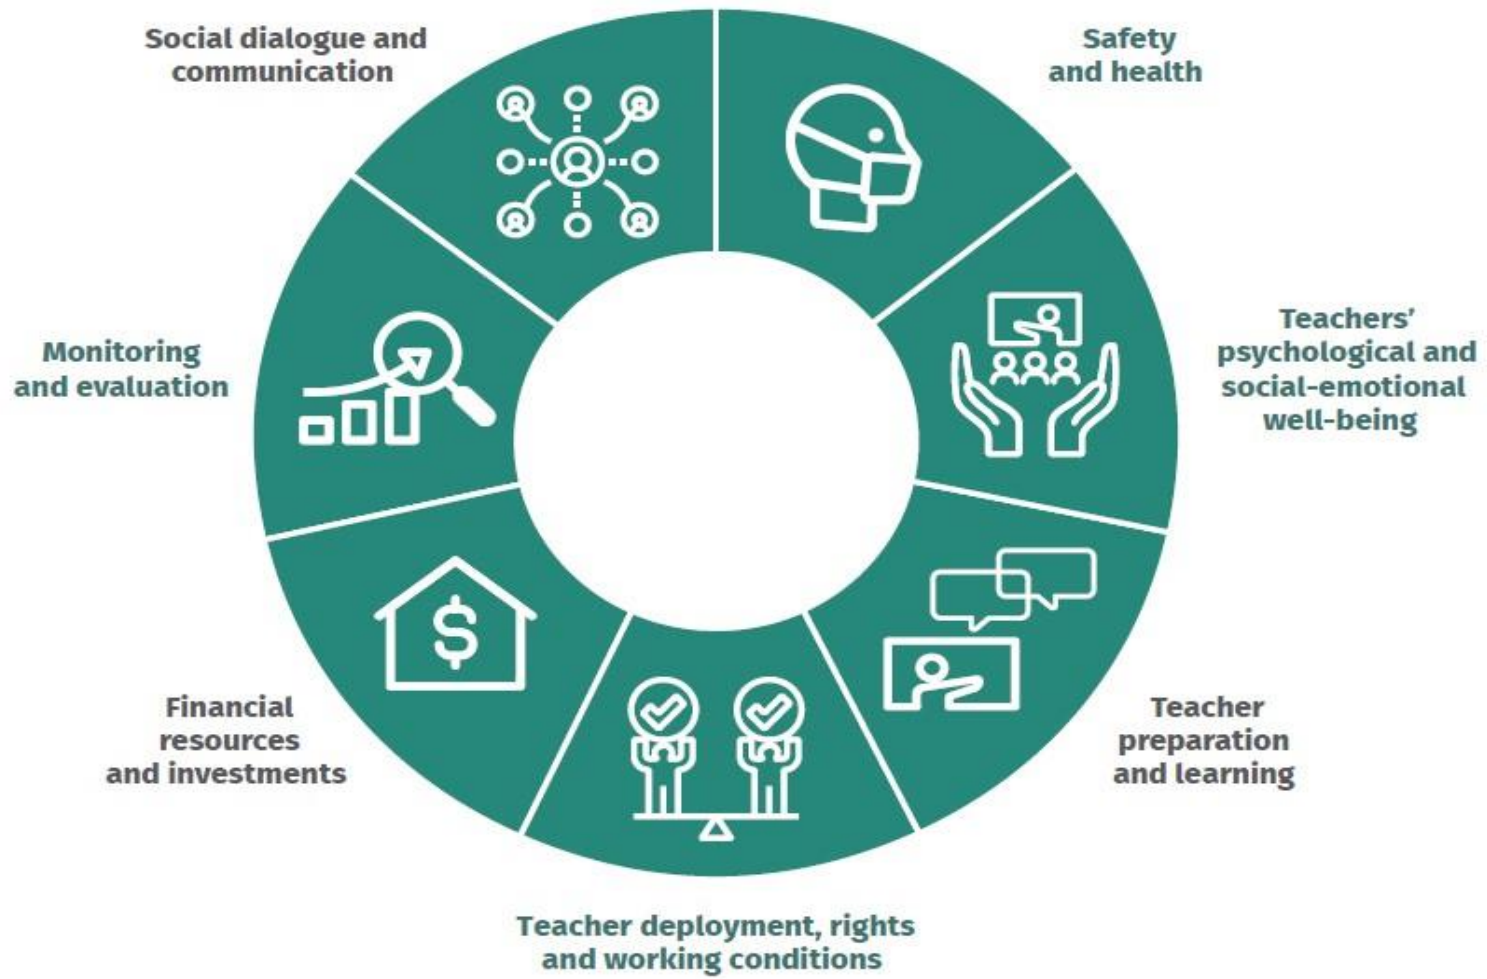 Social dialogue and
communication
Safety
and health
Teachers’
psychological and
social-emotional
well-being
Teacher
preparation
and learning
Teacher deployment, rights
and working conditions
Financial
resources
and investments
$
Monitoring
and evaluation